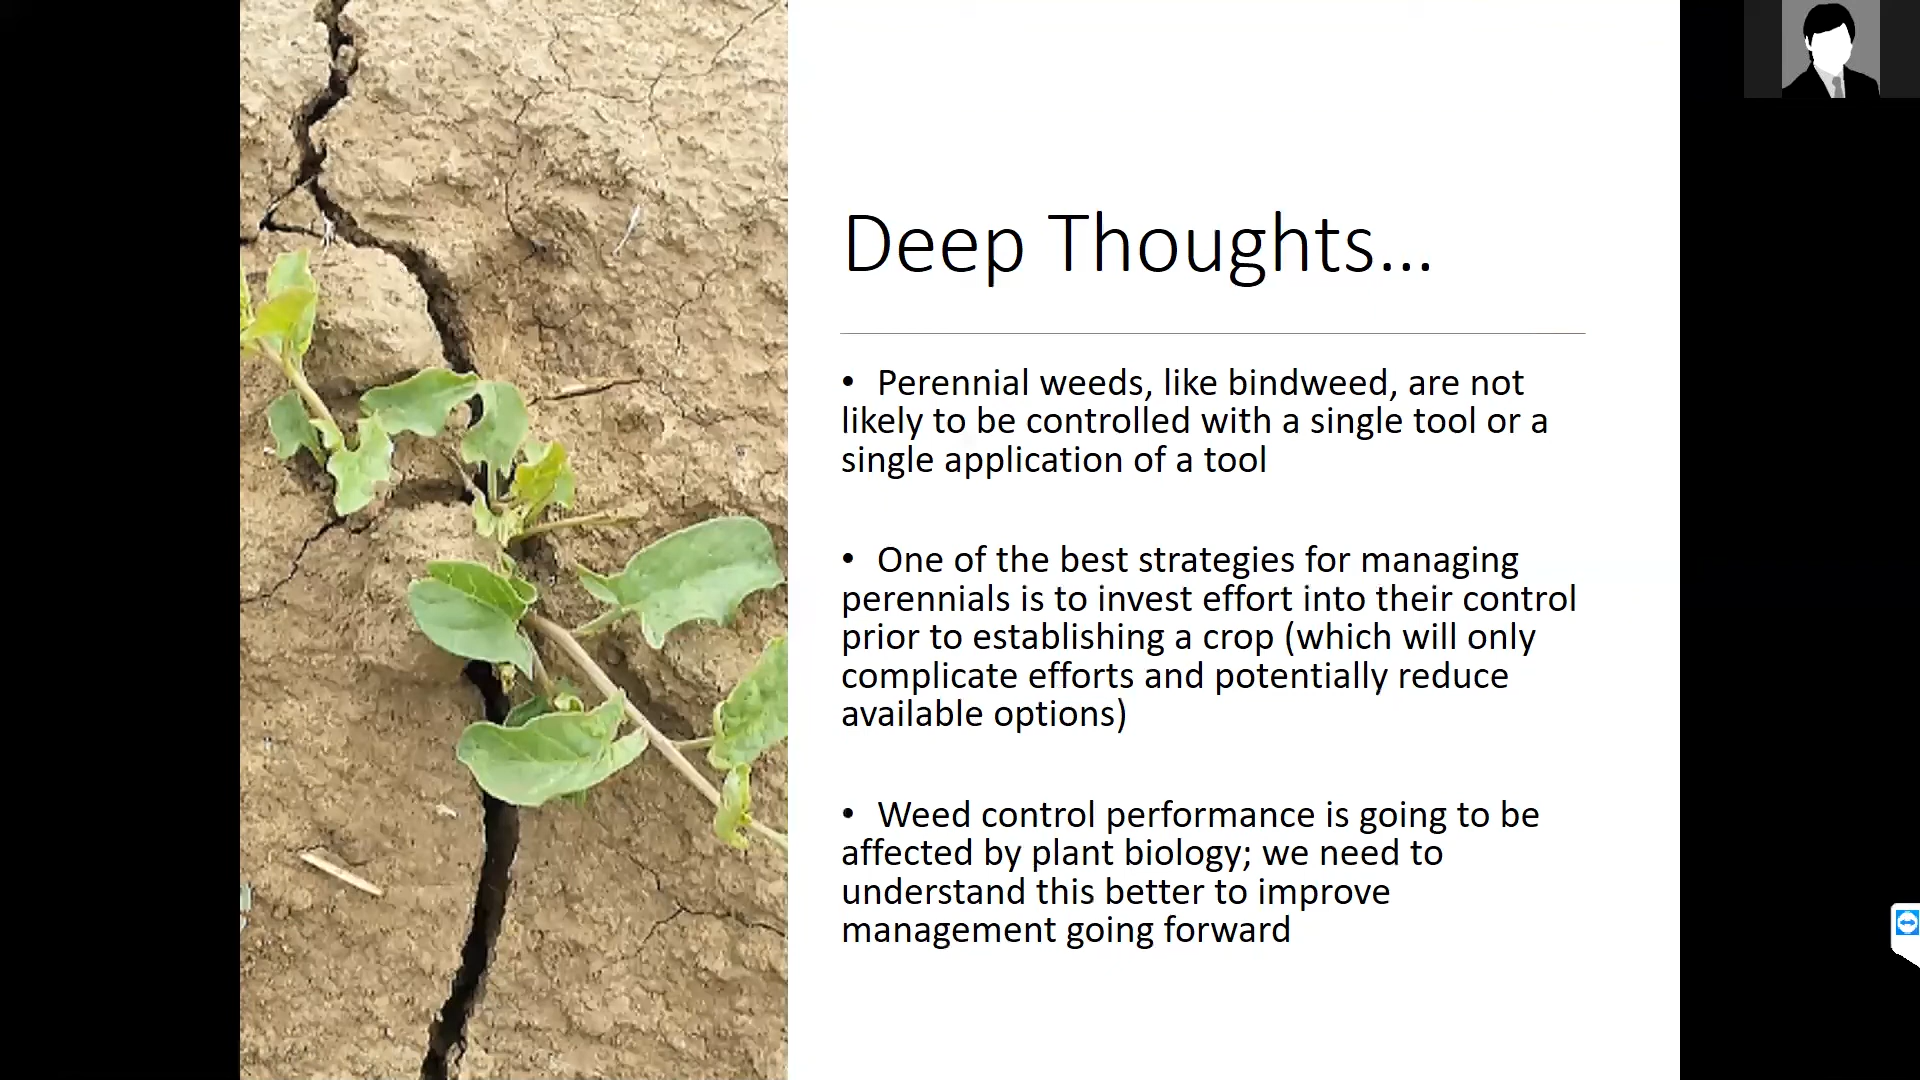 Deep Thoughts...
• Perennial weeds, like bindweed, are not
likely to be controlled with a single tool or a
single application of a tool
• One of the best strategies for managing
perennials is to invest effort into their control
prior to establishing a crop (which will only
complicate efforts and potentially reduce
available options)
• Weed control performance is going to be
affected by plant biology; we need to
understand this better to improve
management going forward